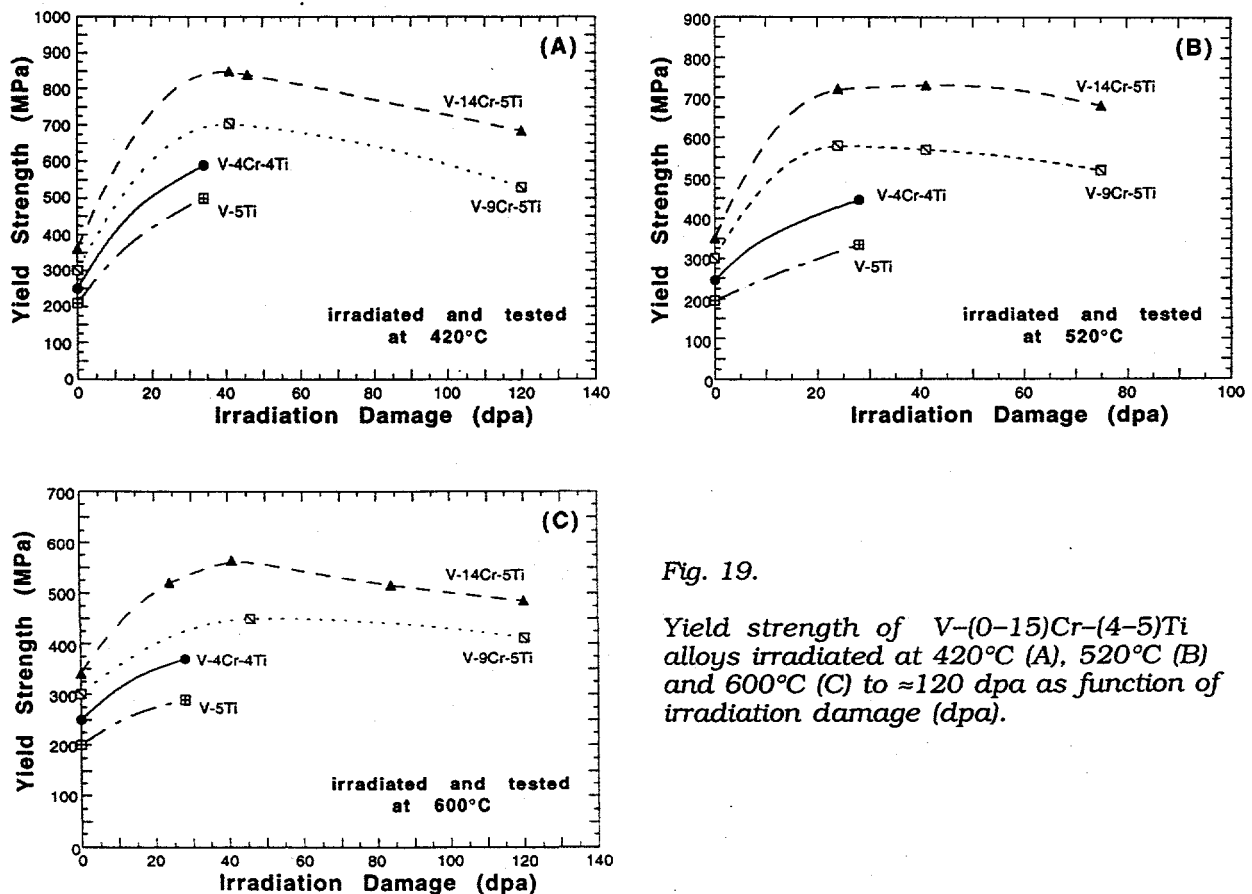 Yield Strength (MPa)
1000
900
800
700
600
500
400
300
200
100
0
(A)
V-14Cr-5Ti
V-4Cr-4Ti
V-5Ti
V-9Cr-5Ti
irradiated and tested
at 420°C
0 20 40 60 80 100 120 140
Irradiation Damage (dpa)
Yield Strength (MPa)
900
800
700
600
500
400
300
200
100
0
(B)
V-14Cr-5Ti
V-4Cr-4Ti
V-9Cr-5Ti
V-5Ti
irradiated and tested
at 520°C
0 20 40 60 80 100
Irradiation Damage (dpa)
Yield Strength (MPa)
700
600
500
400
300
200
100
0
(C)
V-14Cr-5Ti
V-4Cr-4Ti
V-9Cr-5Ti
V-5Ti
irradiated and tested
at 600°C
0 20 40 60 80 100 120 140
Irradiation Damage (dpa)
Fig. 19.
Yield strength of V–(0–15)Cr–(4–5)Ti
alloys irradiated at 420°C (A), 520°C (B)
and 600°C (C) to ≈120 dpa as function of
irradiation damage (dpa).